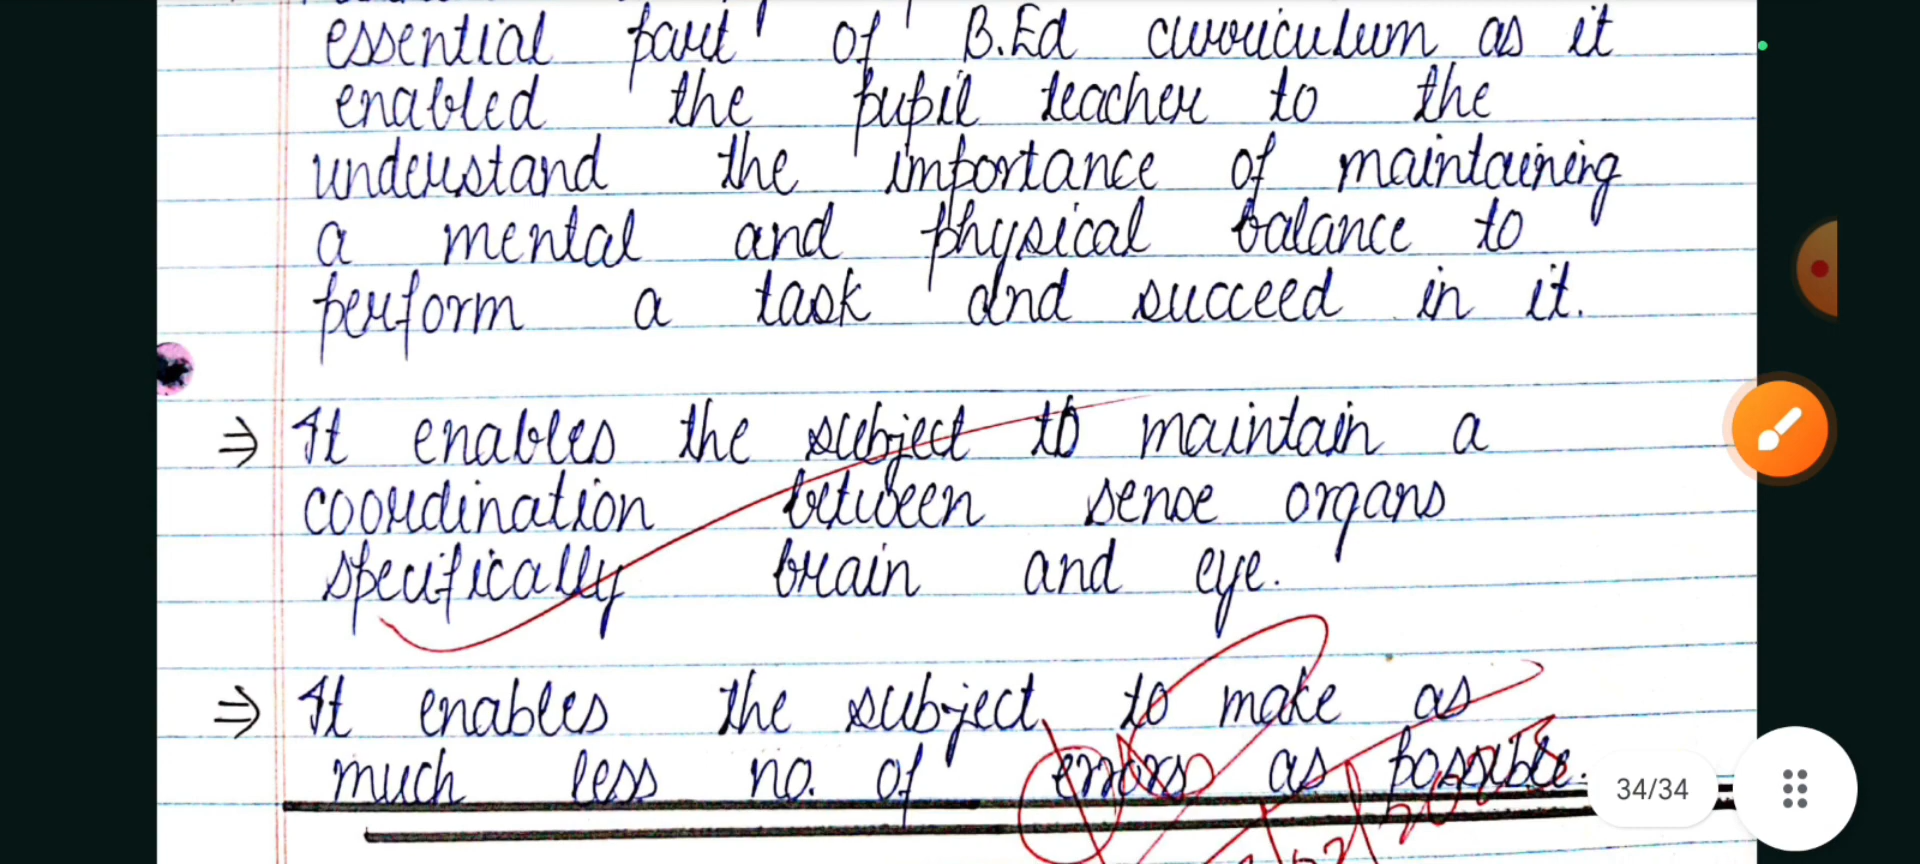 essential part of B.Ed curriculum as it
enabled the pupil teacher to the
understand the importance of maintaining
a mental and physical balance to
perform a task and succeed in it.
⇒ It enables the subject to maintain a
coordination between sense organs
specifically brain and eye.
⇒ It enables the subject to make as
much less no. of errors as possible.
34/34